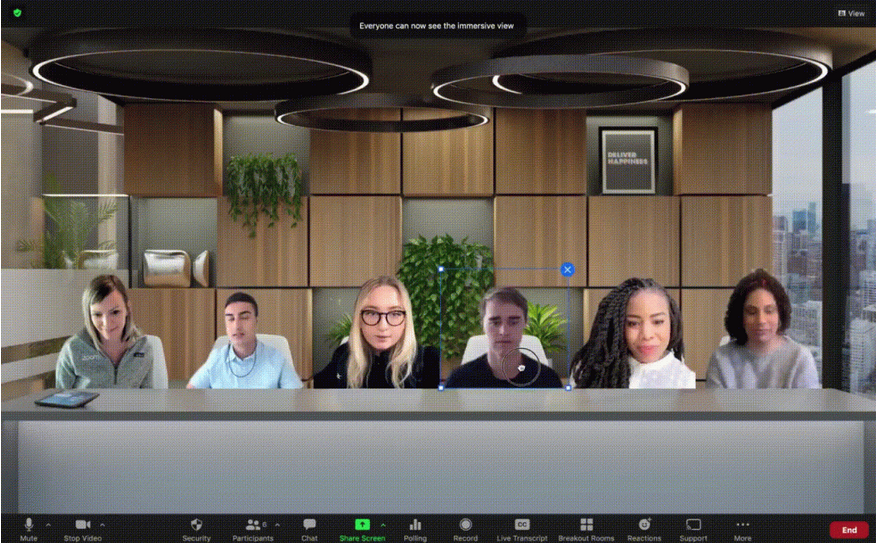 Everyone can now see the immersive view
View
DELIVER
HAPPINESS
zoom
6
Mute
Stop Video
Security
Participants
Chat
Share Screen
Polling
Record
CC
Live Transcript
Breakout Rooms
Reactions
Support
More
End